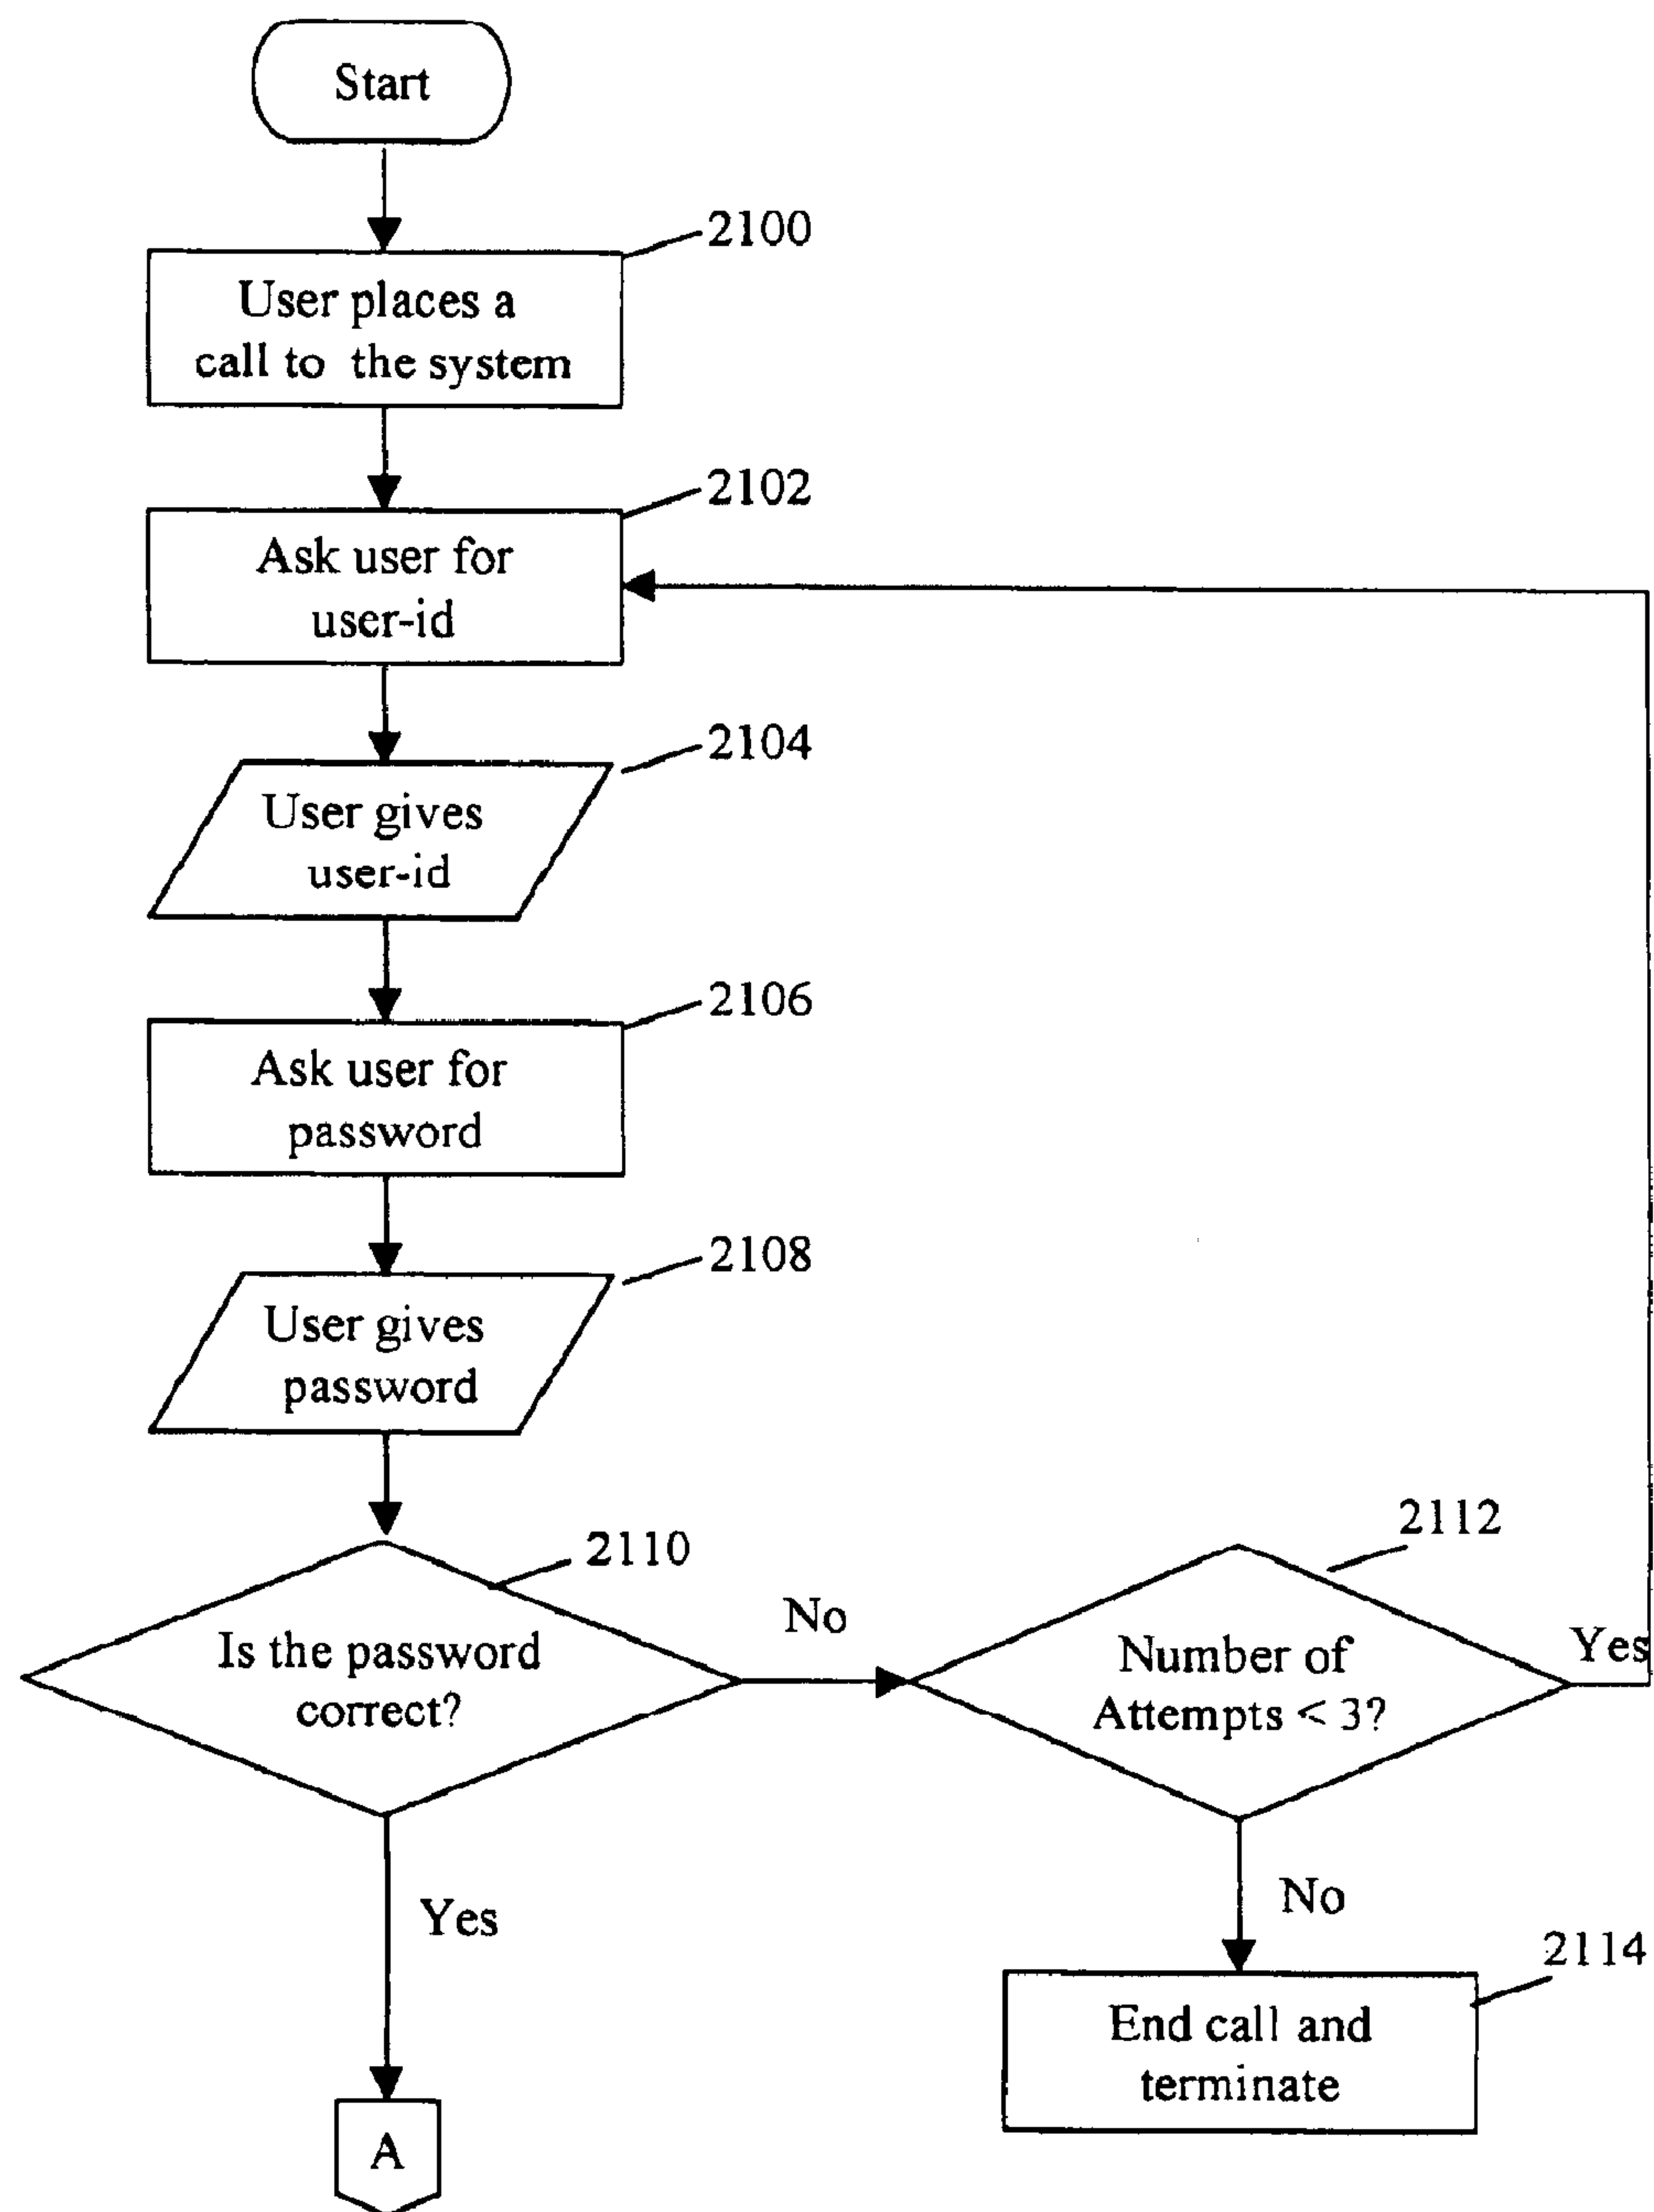 Start
2100
User places a
call to the system
2102
Ask user for
user-id
2104
User gives
user-id
2106
Ask user for
password
2108
User gives
password
2110
Is the password
correct?
No
2112
Number of
Attempts < 3?
Yes
Yes
No
2114
End call and
terminate
A